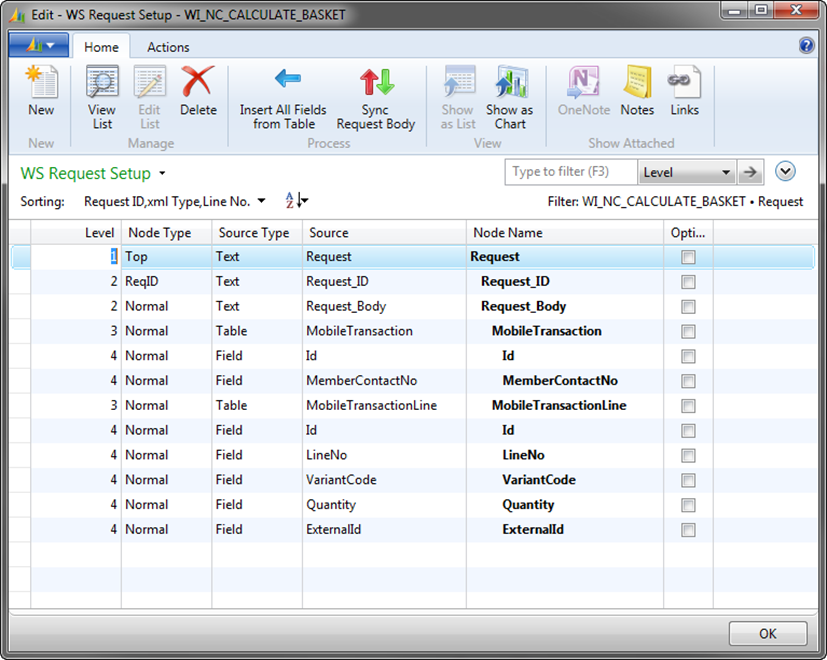 Edit - WS Request Setup - WI_NC_CALCULATE_BASKET
Home Actions
New View List Edit List Delete Insert All Fields from Table Sync Request Body Show as List Show as Chart OneNote Notes Links
New Manage Process View Show Attached
WS Request Setup Type to filter (F3) Level
Sorting: Request ID,xml Type,Line No. A Z Filter: WI_NC_CALCULATE_BASKET • Request
Level Node Type Source Type Source Node Name Opti...
1 Top Text Request Request
2 ReqID Text Request_ID Request_ID
2 Normal Text Request_Body Request_Body
3 Normal Table MobileTransaction MobileTransaction
4 Normal Field Id Id
4 Normal Field MemberContactNo MemberContactNo
3 Normal Table MobileTransactionLine MobileTransactionLine
4 Normal Field Id Id
4 Normal Field LineNo LineNo
4 Normal Field VariantCode VariantCode
4 Normal Field Quantity Quantity
4 Normal Field ExternalId ExternalId
OK